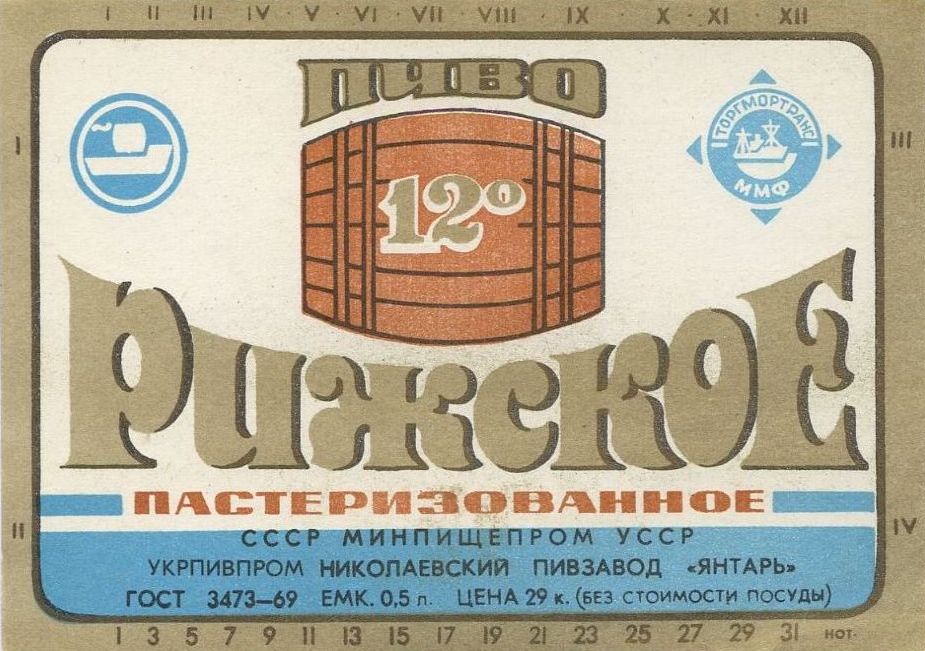 I II III IV · V · VI · VII · VIII · IX · X · XI · XII
ПИВО
ТОРГМОРТРАНС
ММФ
12°
I
III
РИЖСКОЕ
ПАСТЕРИЗОВАННОЕ
II
IV
СССР МИНПИЩЕПРОМ УССР
УКРПИВПРОМ НИКОЛАЕВСКИЙ ПИВЗАВОД «ЯНТАРЬ»
ГОСТ 3473—69 ЕМК. 0,5 л. ЦЕНА 29 к. (БЕЗ СТОИМОСТИ ПОСУДЫ)
1 3 5 7 9 11 13 15 17 19 21 23 25 27 29 31 НОТ-